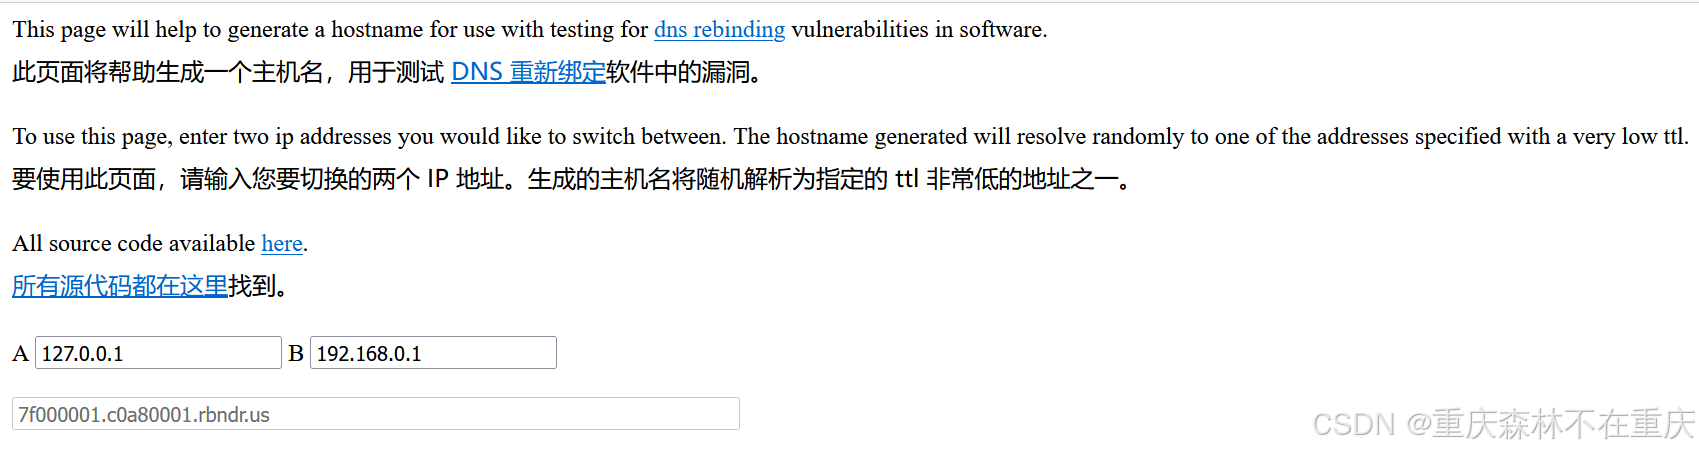 This page will help to generate a hostname for use with testing for dns rebinding vulnerabilities in software.
此页面将帮助生成一个主机名，用于测试 DNS 重新绑定软件中的漏洞。
To use this page, enter two ip addresses you would like to switch between. The hostname generated will resolve randomly to one of the addresses specified with a very low ttl.
要使用此页面，请输入您要切换的两个 IP 地址。生成的主机名将随机解析为指定的 ttl 非常低的地址之一。
All source code available here.
所有源代码都在这里找到。
A 127.0.0.1 B 192.168.0.1
7f000001.c0a80001.rbndr.us
CSDN @重庆森林不在重庆